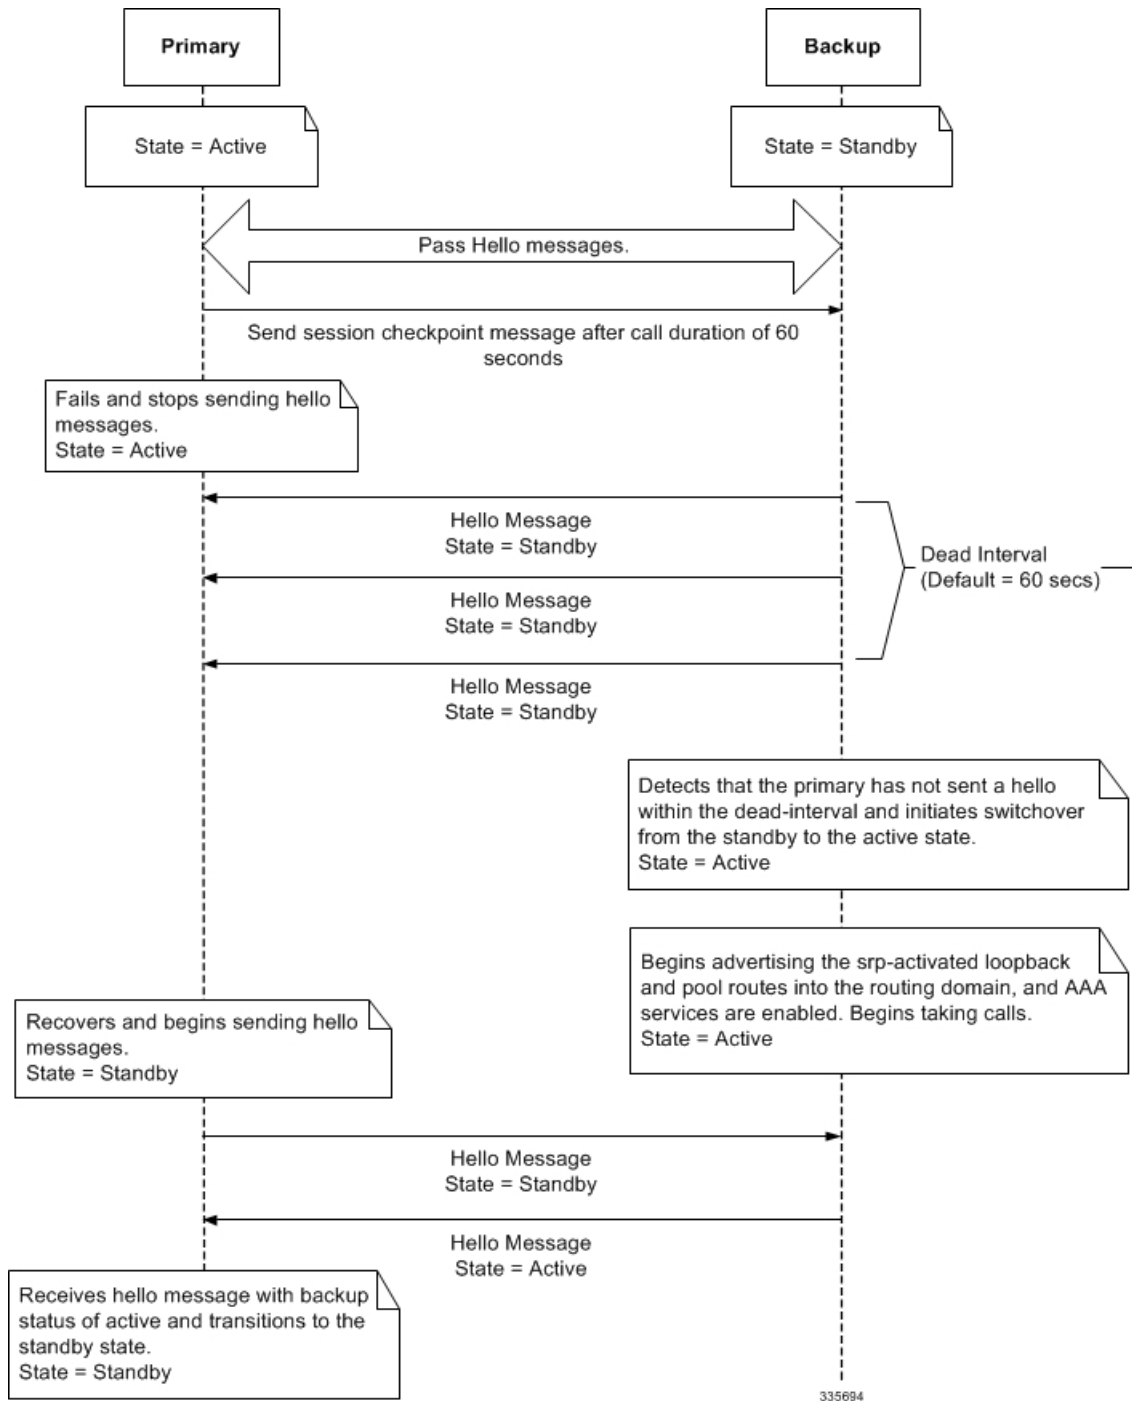 Primary
Backup
State = Active
State = Standby
Pass Hello messages.
Send session checkpoint message after call duration of 60
seconds
Fails and stops sending hello
messages.
State = Active
Hello Message
State = Standby
Dead Interval
(Default = 60 secs)
Hello Message
State = Standby
Hello Message
State = Standby
Detects that the primary has not sent a hello
within the dead-interval and initiates switchover
from the standby to the active state.
State = Active
Begins advertising the srp-activated loopback
and pool routes into the routing domain, and AAA
services are enabled. Begins taking calls.
State = Active
Recovers and begins sending hello
messages.
State = Standby
Hello Message
State = Standby
Hello Message
State = Active
Receives hello message with backup
status of active and transitions to the
standby state.
State = Standby
335694